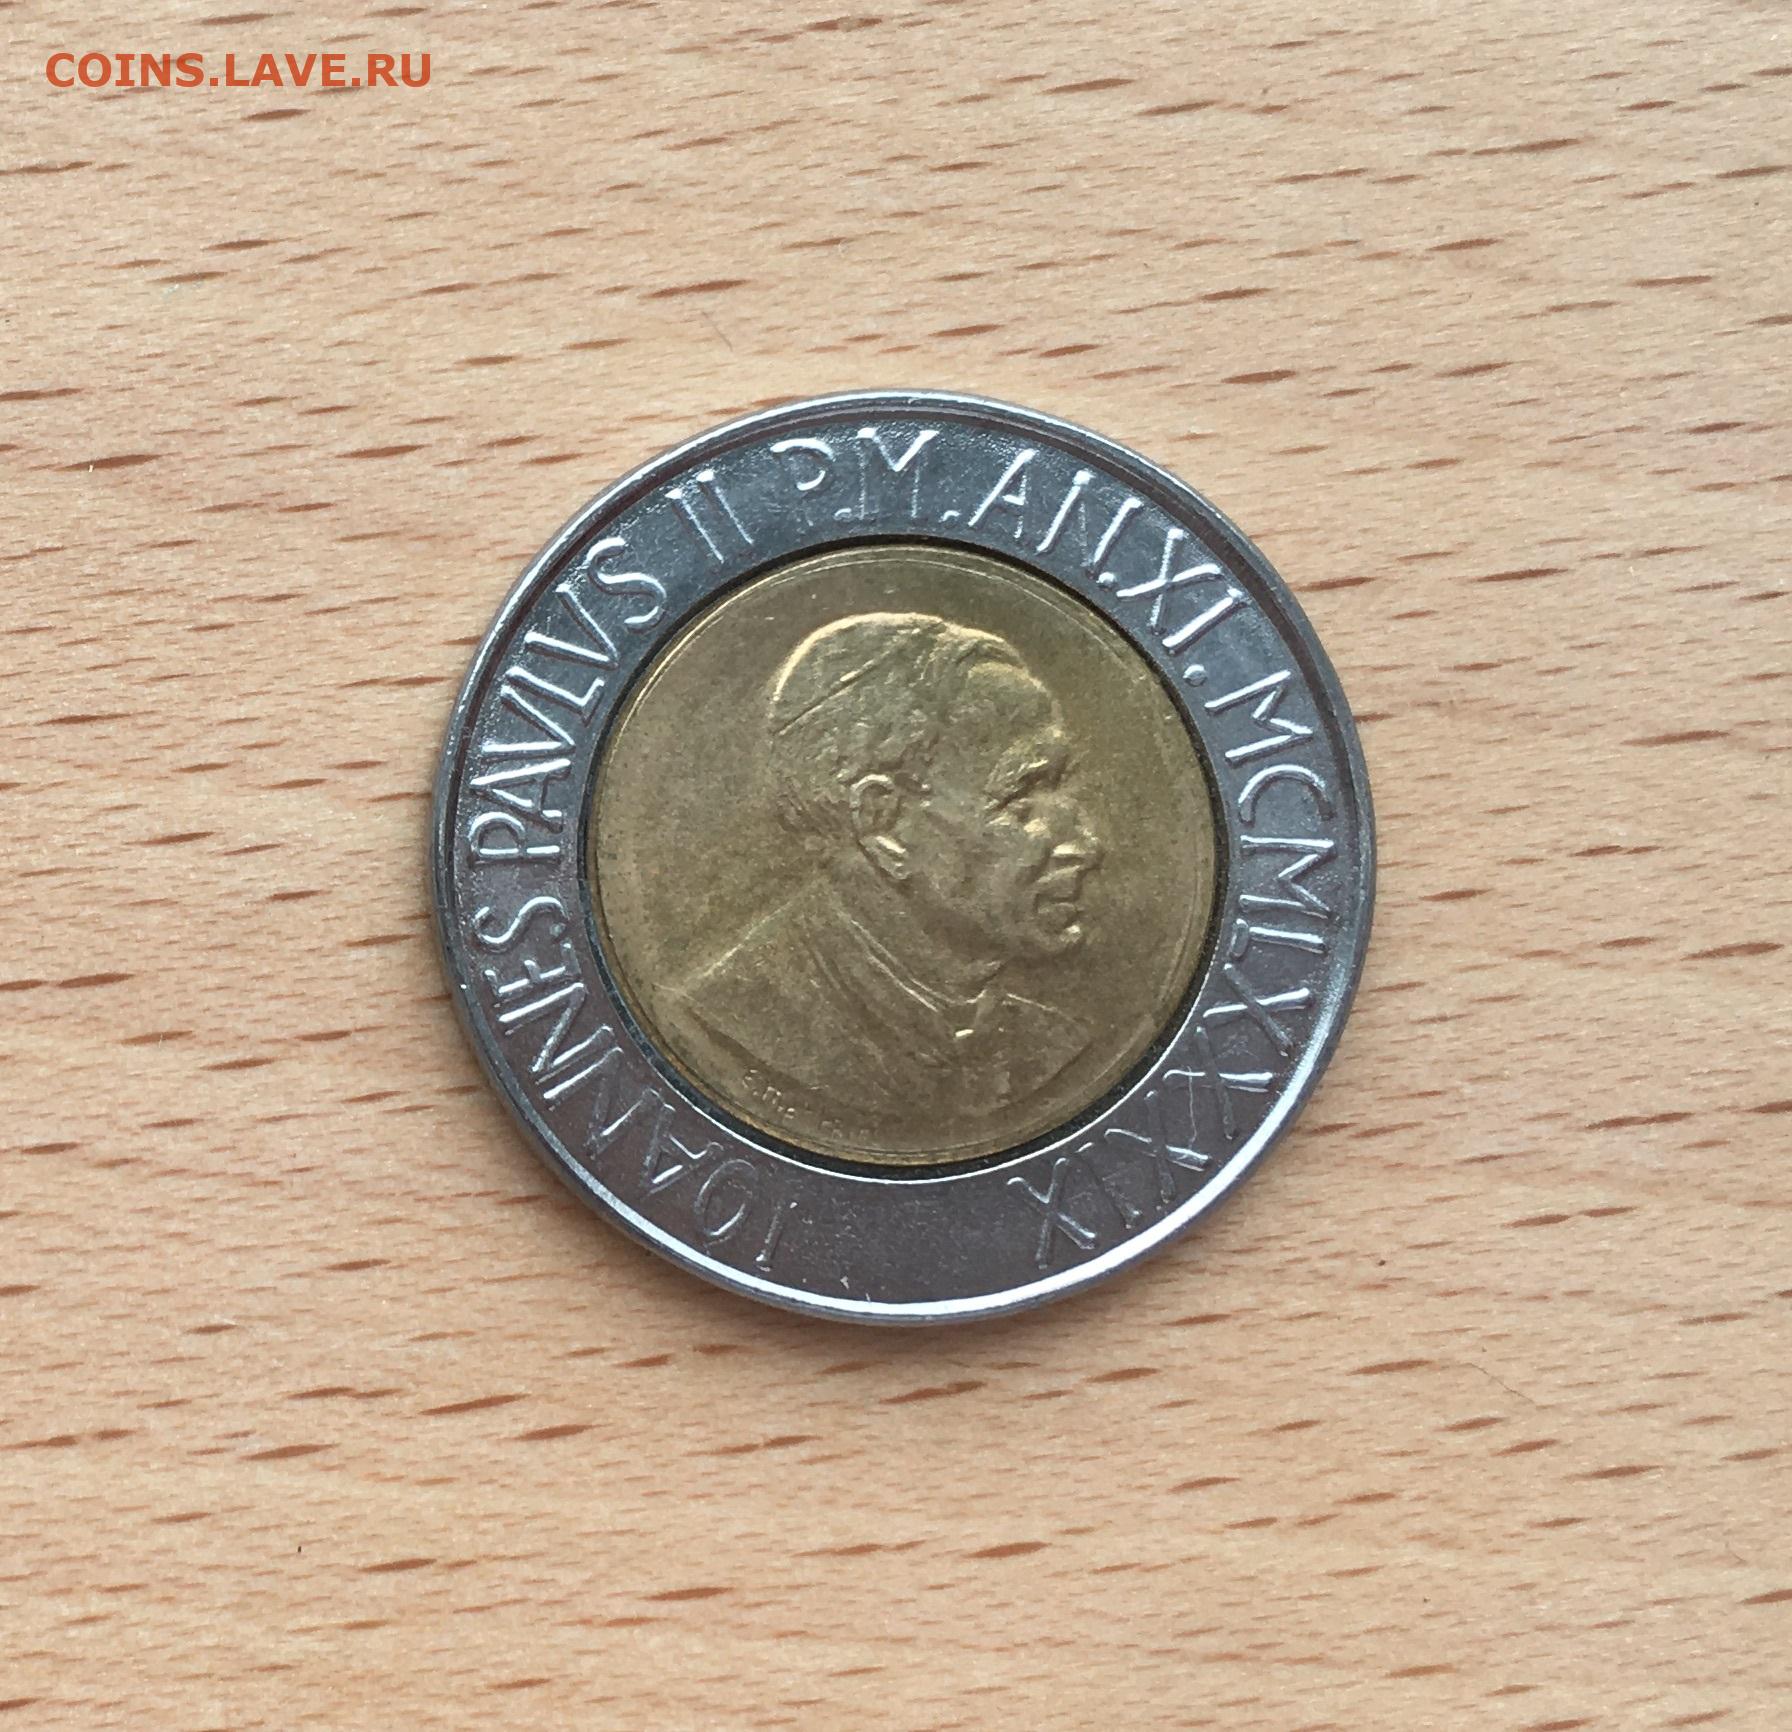 COINS.LAVE.RU
IOANNES PAVLVS II P.M.AN.XI.MCMLXXXIX